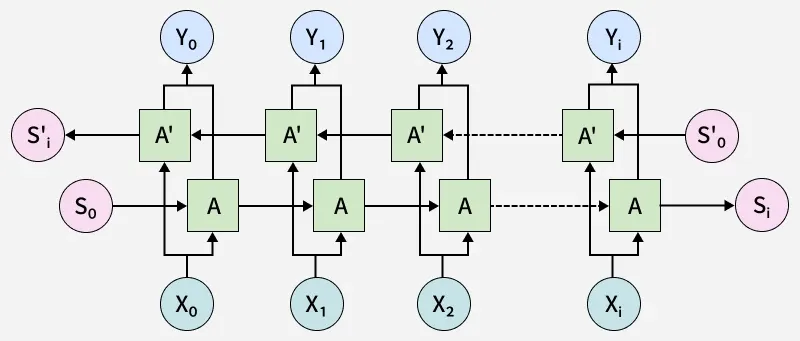 Y₀ Y₁ Y₂ Yᵢ
S'ᵢ A' A' A' A' S'₀
S₀ A A A A Sᵢ
X₀ X₁ X₂ Xᵢ